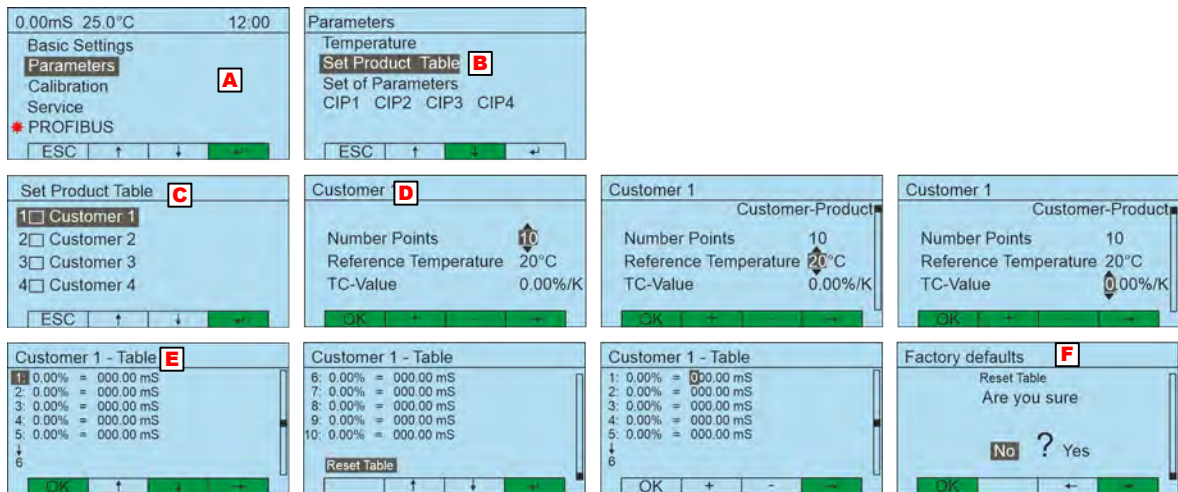 0.00mS 25.0°C 12:00
Basic Settings
Parameters
A
Calibration
Service
PROFIBUS
ESC ↑ ↓ ↵
Parameters
Temperature
Set Product Table B
Set of Parameters
CIP1 CIP2 CIP3 CIP4
ESC ↑ ↓ ↵
Set Product Table C
1 Customer 1
2 Customer 2
3 Customer 3
4 Customer 4
ESC ↑ ↓ ↵
Customer 1 D
Number Points 10
Reference Temperature 20°C
TC-Value 0.00%/K
OK + - →
Customer 1
Customer-Product
Number Points 10
Reference Temperature 20°C
TC-Value 0.00%/K
OK + - →
Customer 1
Customer-Product
Number Points 10
Reference Temperature 20°C
TC-Value 0.00%/K
OK + - →
Customer 1 - Table E
1: 0.00% = 000.00 mS
2: 0.00% = 000.00 mS
3: 0.00% = 000.00 mS
4: 0.00% = 000.00 mS
5: 0.00% = 000.00 mS
↓
6
OK ↑ ↓ →
Customer 1 - Table
6: 0.00% = 000.00 mS
7: 0.00% = 000.00 mS
8: 0.00% = 000.00 mS
9: 0.00% = 000.00 mS
10: 0.00% = 000.00 mS
Reset Table
↑ ↓ ↵
Customer 1 - Table
1: 0.00% = 000.00 mS
2: 0.00% = 000.00 mS
3: 0.00% = 000.00 mS
4: 0.00% = 000.00 mS
5: 0.00% = 000.00 mS
↓
6
OK + - →
Factory defaults F
Reset Table
Are you sure
No ? Yes
OK ← →